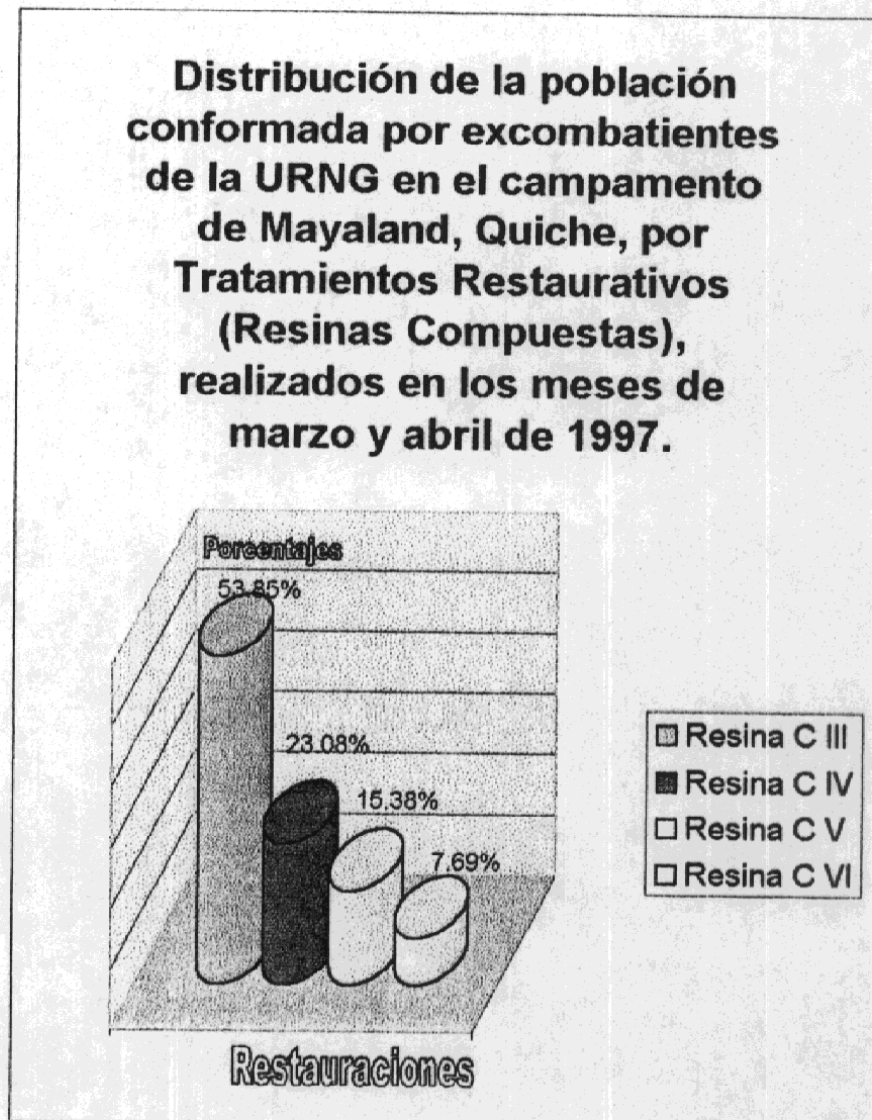 Distribución de la población
conformada por excombatientes
de la URNG en el campamento
de Mayaland, Quiche, por
Tratamientos Restaurativos
(Resinas Compuestas),
realizados en los meses de
marzo y abril de 1997.
Porcentajes
53.85%
23.08%
15.38%
7.69%
Resina C III
Resina C IV
Resina C V
Resina C VI
Restauraciones